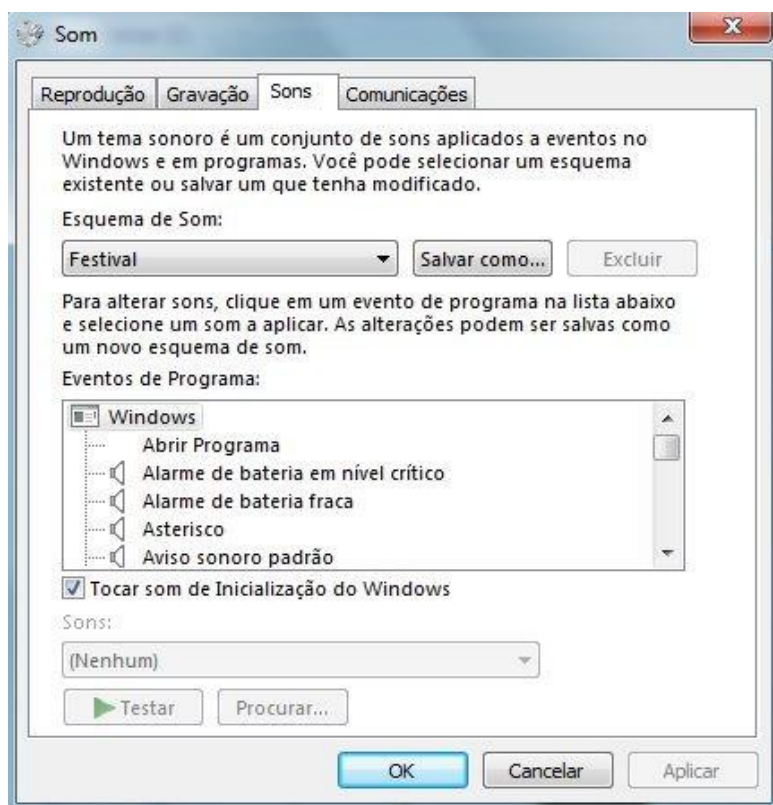 Som
Reprodução Gravação Sons Comunicações
Um tema sonoro é um conjunto de sons aplicados a eventos no
Windows e em programas. Você pode selecionar um esquema
existente ou salvar um que tenha modificado.
Esquema de Som:
Festival Salvar como... Excluir
Para alterar sons, clique em um evento de programa na lista abaixo
e selecione um som a aplicar. As alterações podem ser salvas como
um novo esquema de som.
Eventos de Programa:
Windows
Abrir Programa
Alarme de bateria em nível crítico
Alarme de bateria fraca
Asterisco
Aviso sonoro padrão
Tocar som de Inicialização do Windows
Sons:
(Nenhum)
Testar Procurar...
OK Cancelar Aplicar